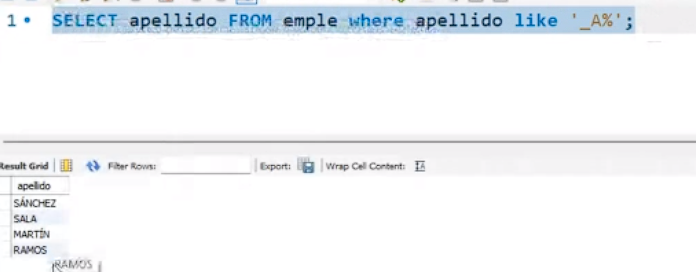 1 SELECT apellido FROM emple where apellido like '_A%';
Result Grid Filter Rows: Export: Wrap Cell Content:
apellido
SÁNCHEZ
SALA
MARTÍN
RAMOS
RAMOS